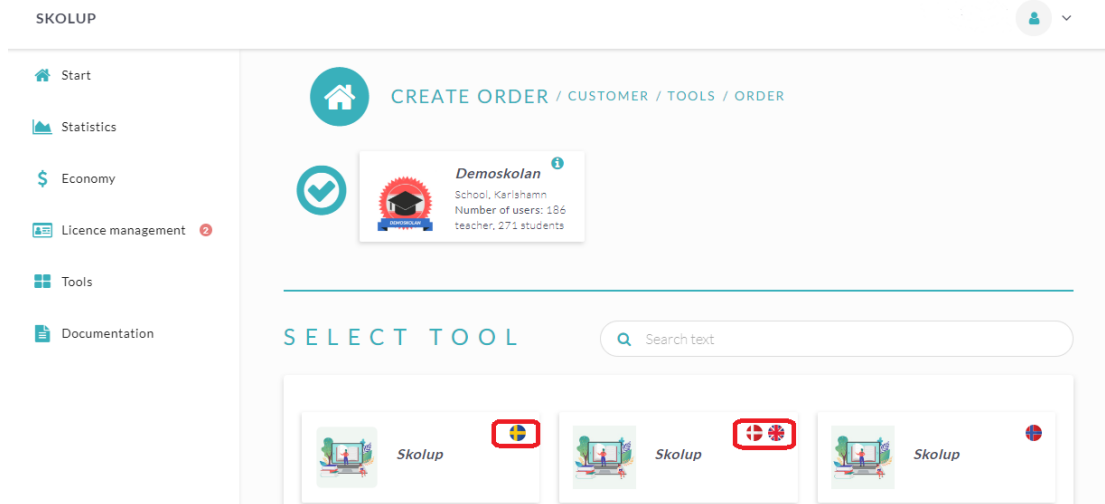 SKOLUP
Start
Statistics
Economy
Licence management 2
Tools
Documentation
CREATE ORDER / CUSTOMER / TOOLS / ORDER
Demoskolan
School, Karlshamn
Number of users: 186
teacher, 271 students
DEMOSKOLAN
SELECT TOOL
Search text
Skolup
Skolup
Skolup